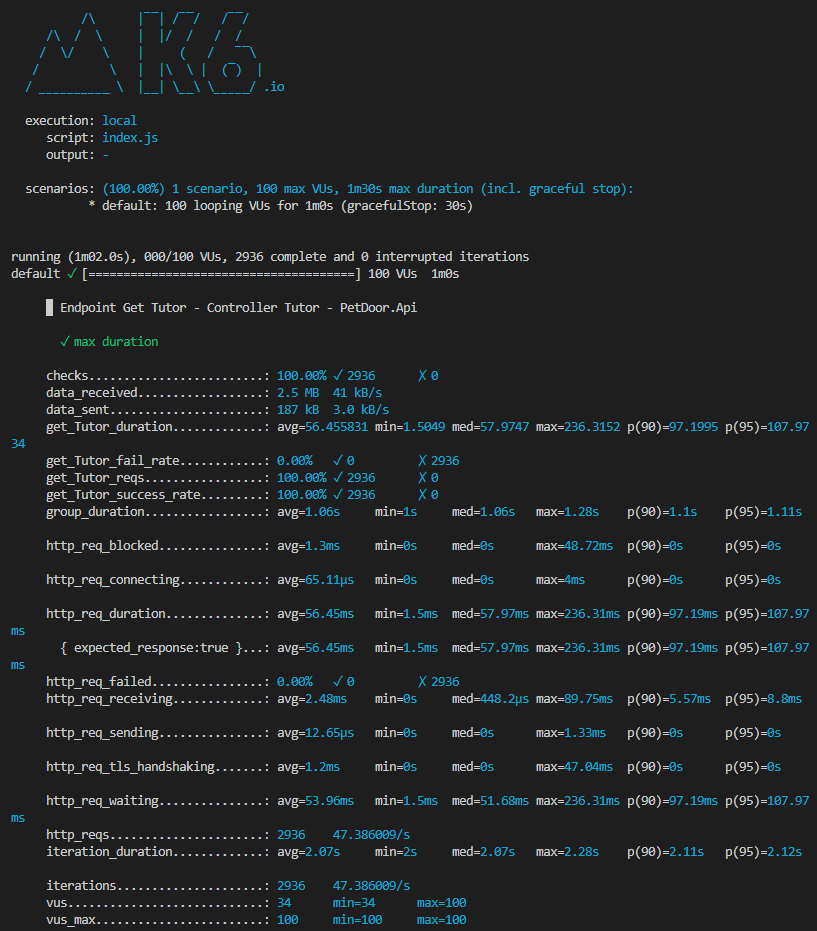 /\      |‾‾| /‾‾/   /‾‾/
     /\  /  \     |  |/  /   /  /
    /  \/    \    |     (   /   ‾‾\
   /          \   |  |\  \ |  (‾)  |
  / __________ \  |__| \__\ \_____/ .io
execution: local
script: index.js
output: -
scenarios: (100.00%) 1 scenario, 100 max VUs, 1m30s max duration (incl. graceful stop):
* default: 100 looping VUs for 1m0s (gracefulStop: 30s)
running (1m02.0s), 000/100 VUs, 2936 complete and 0 interrupted iterations
default ✓ [======================================] 100 VUs  1m0s
█ Endpoint Get Tutor - Controller Tutor - PetDoor.Api
✓ max duration
checks.........................: 100.00% ✓ 2936      ✗ 0
data_received..................: 2.5 MB  41 kB/s
data_sent......................: 187 kB  3.0 kB/s
get_Tutor_duration.............: avg=56.455831 min=1.5049 med=57.9747 max=236.3152 p(90)=97.1995 p(95)=107.97
34
get_Tutor_fail_rate............: 0.00%   ✓ 0         ✗ 2936
get_Tutor_reqs.................: 100.00% ✓ 2936      ✗ 0
get_Tutor_success_rate.........: 100.00% ✓ 2936      ✗ 0
group_duration.................: avg=1.06s     min=1s     med=1.06s   max=1.28s    p(90)=1.1s    p(95)=1.11s
http_req_blocked...............: avg=1.3ms     min=0s     med=0s      max=48.72ms  p(90)=0s      p(95)=0s
http_req_connecting............: avg=65.11µs   min=0s     med=0s      max=4ms      p(90)=0s      p(95)=0s
http_req_duration..............: avg=56.45ms   min=1.5ms  med=57.97ms max=236.31ms p(90)=97.19ms p(95)=107.97
ms
{ expected_response:true }...: avg=56.45ms   min=1.5ms  med=57.97ms max=236.31ms p(90)=97.19ms p(95)=107.97
ms
http_req_failed................: 0.00%   ✓ 0         ✗ 2936
http_req_receiving.............: avg=2.48ms    min=0s     med=448.2µs max=89.75ms  p(90)=5.57ms  p(95)=8.8ms
http_req_sending...............: avg=12.65µs   min=0s     med=0s      max=1.33ms   p(90)=0s      p(95)=0s
http_req_tls_handshaking.......: avg=1.2ms     min=0s     med=0s      max=47.04ms  p(90)=0s      p(95)=0s
http_req_waiting...............: avg=53.96ms   min=1.5ms  med=51.68ms max=236.31ms p(90)=97.19ms p(95)=107.97
ms
http_reqs......................: 2936    47.386009/s
iteration_duration.............: avg=2.07s     min=2s     med=2.07s   max=2.28s    p(90)=2.11s   p(95)=2.12s
iterations.....................: 2936    47.386009/s
vus............................: 34      min=34      max=100
vus_max........................: 100     min=100     max=100